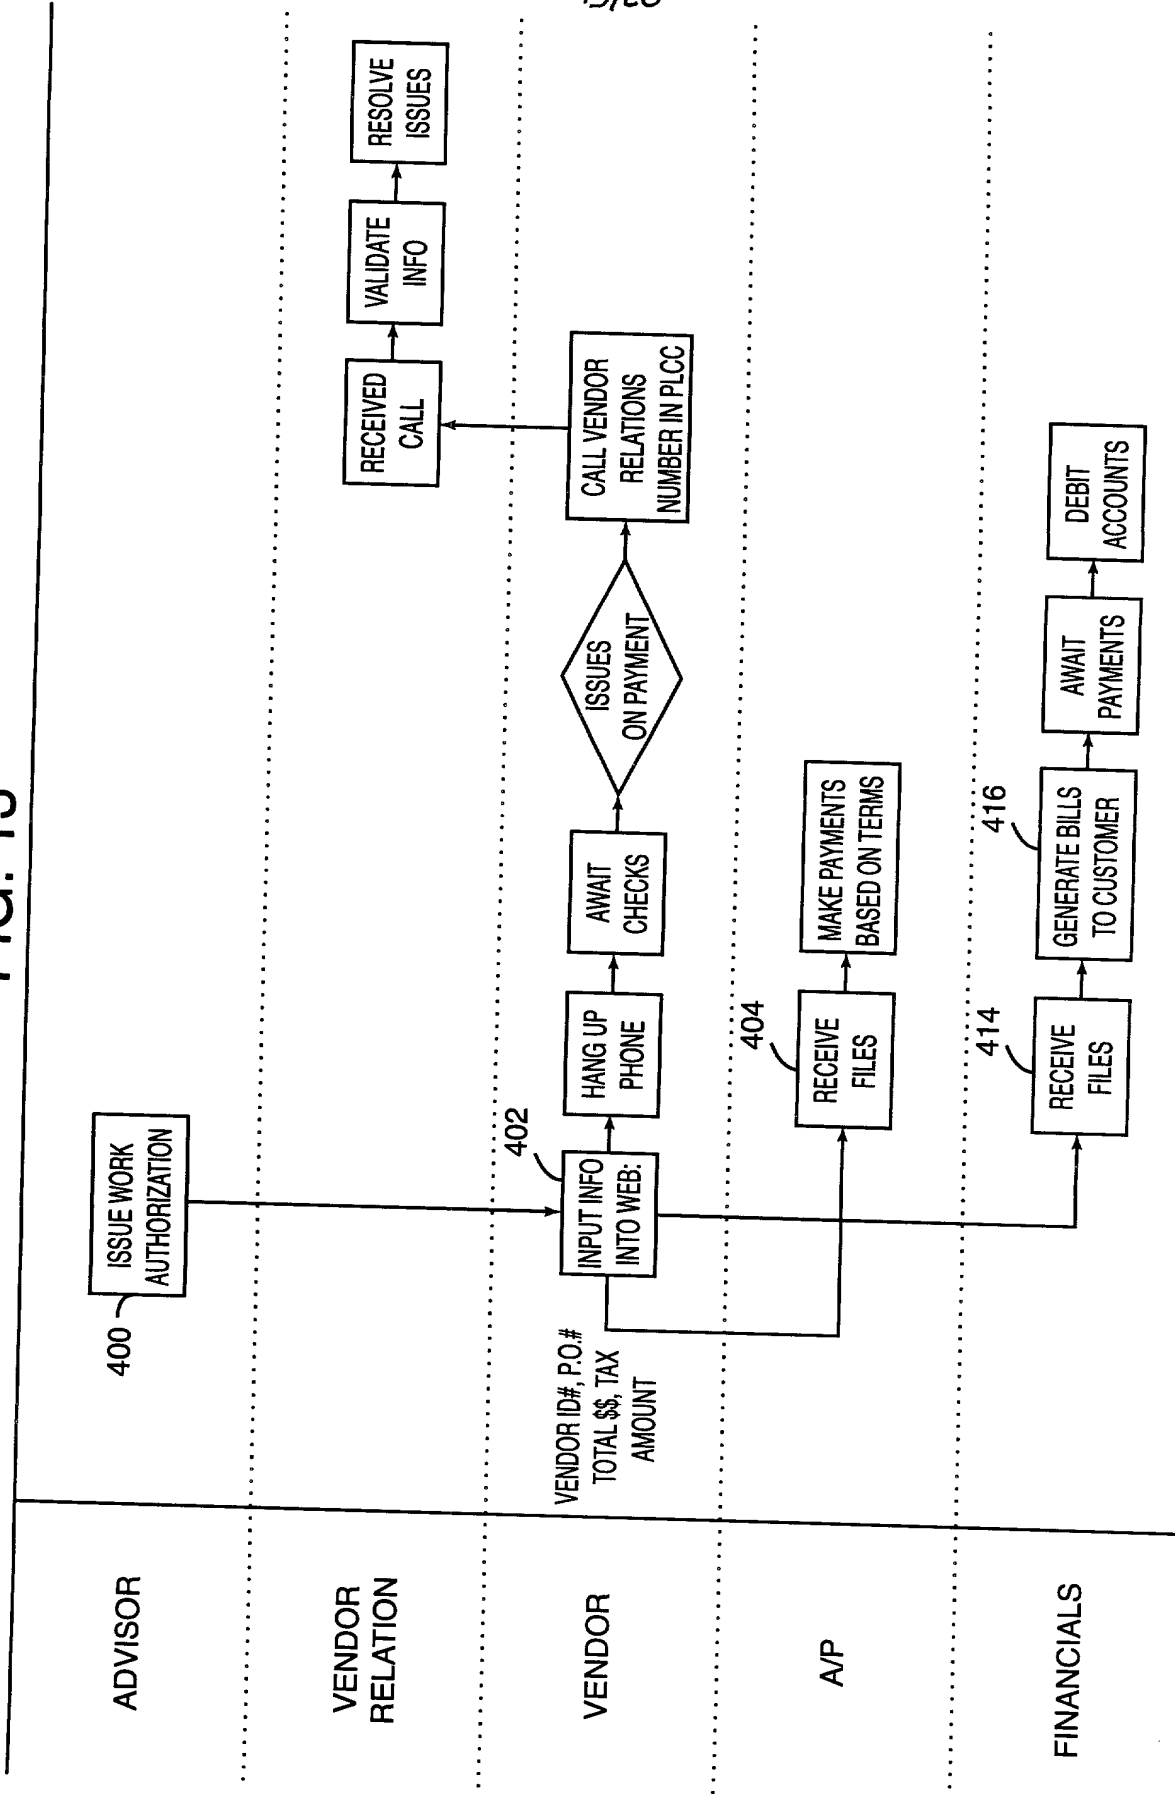 ADVISOR
400
ISSUE WORK
AUTHORIZATION
VENDOR
RELATION
RECEIVED
CALL
VALIDATE
INFO
RESOLVE
ISSUES
VENDOR
VENDOR ID#, P.O.#
TOTAL $$, TAX
AMOUNT
402
INPUT INFO
INTO WEB:
HANG UP
PHONE
AWAIT
CHECKS
ISSUES
ON PAYMENT
CALL VENDOR
RELATIONS
NUMBER IN PLCC
A/P
404
RECEIVE
FILES
MAKE PAYMENTS
BASED ON TERMS
FINANCIALS
414
RECEIVE
FILES
416
GENERATE BILLS
TO CUSTOMER
AWAIT
PAYMENTS
DEBIT
ACCOUNTS